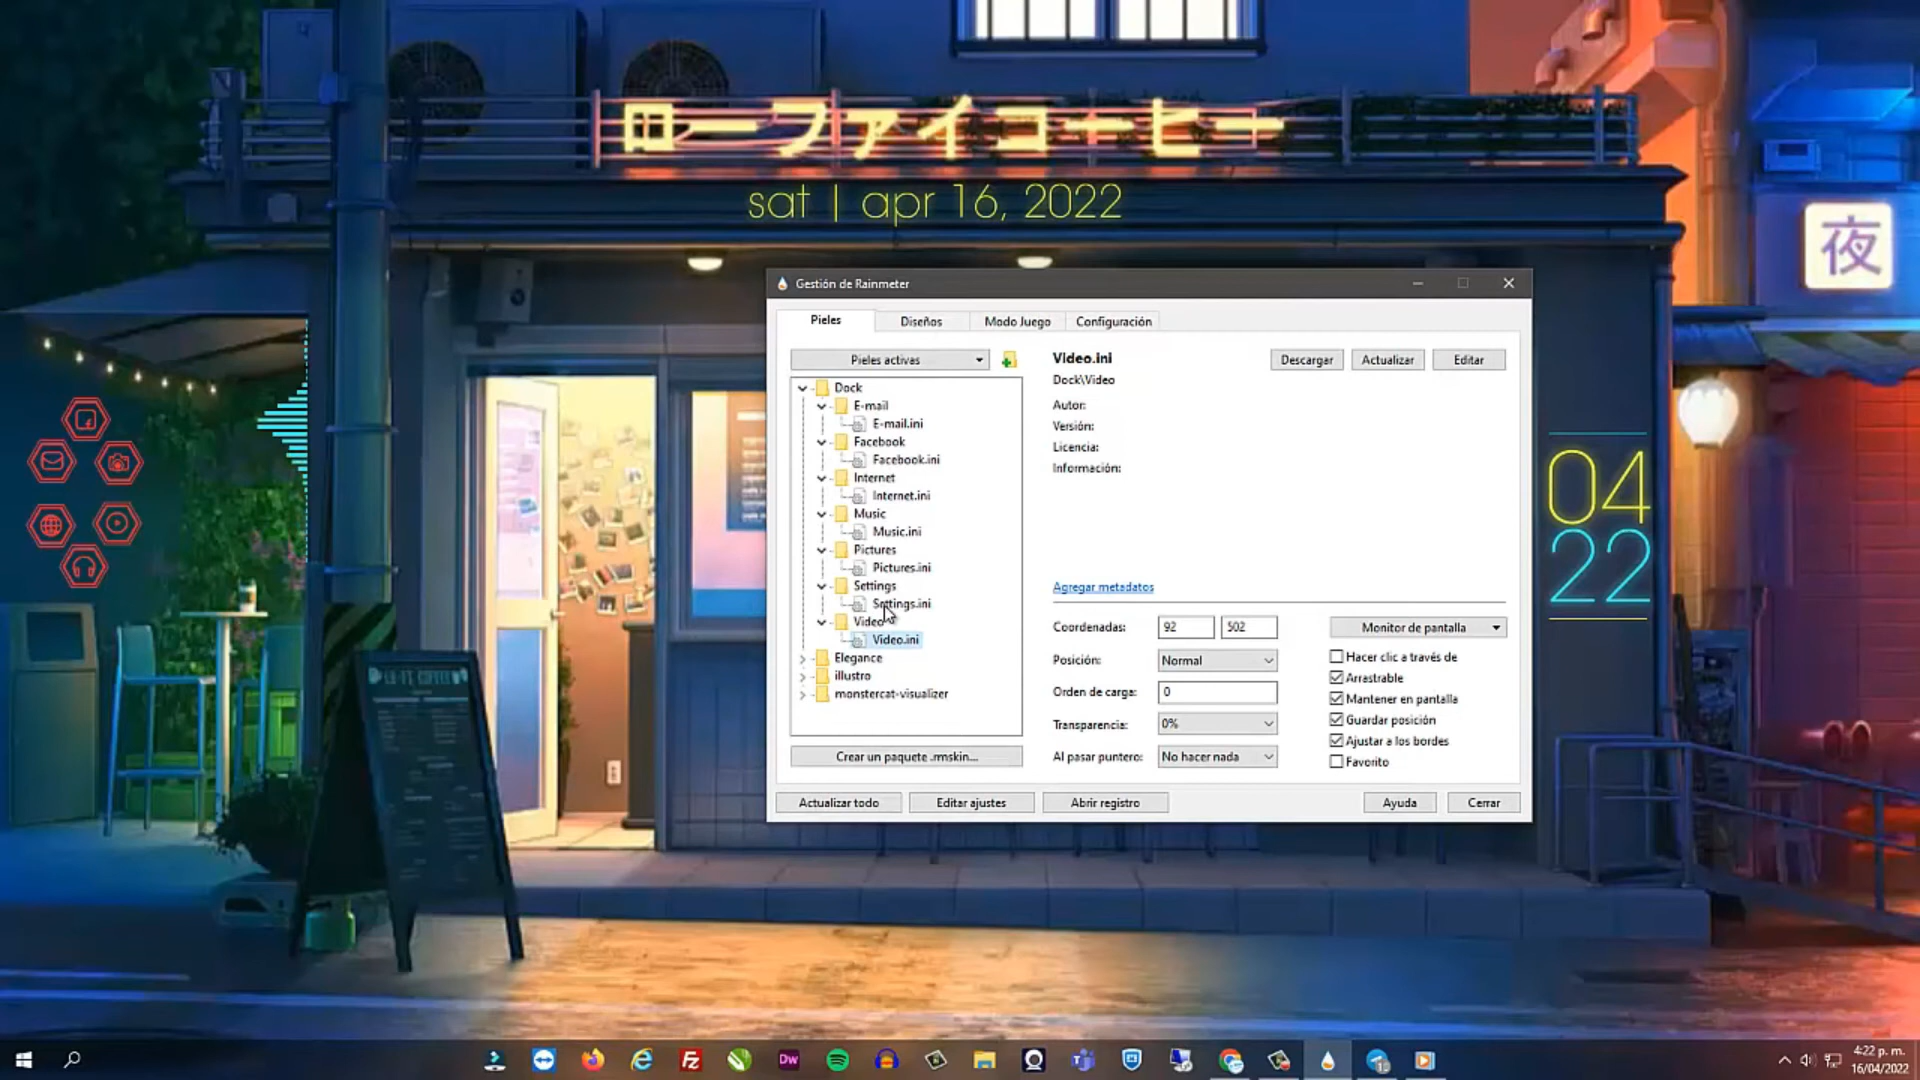 ローファイコーヒー
sat | apr 16, 2022
夜
Gestión de Rainmeter
Pieles
Diseños
Modo Juego
Configuración
Pieles activas
Dock
E-mail
E-mail.ini
Facebook
Facebook.ini
Internet
Internet.ini
Music
Music.ini
Pictures
Pictures.ini
Settings
Settings.ini
Video
Video.ini
Elegance
illustro
monstercat-visualizer
Crear un paquete .rmskin...
Video.ini
Dock\Video
Autor:
Versión:
Licencia:
Información:
Descargar
Actualizar
Editar
Agregar metadatos
Coordenadas: 92 502
Posición: Normal
Orden de carga: 0
Transparencia: 0%
Al pasar puntero: No hacer nada
Monitor de pantalla
Hacer clic a través de
Arrastrable
Mantener en pantalla
Guardar posición
Ajustar a los bordes
Favorito
Actualizar todo
Editar ajustes
Abrir registro
Ayuda
Cerrar
04
22
LO-FI COFFEE
Dw
4:22 p. m.
16/04/2022